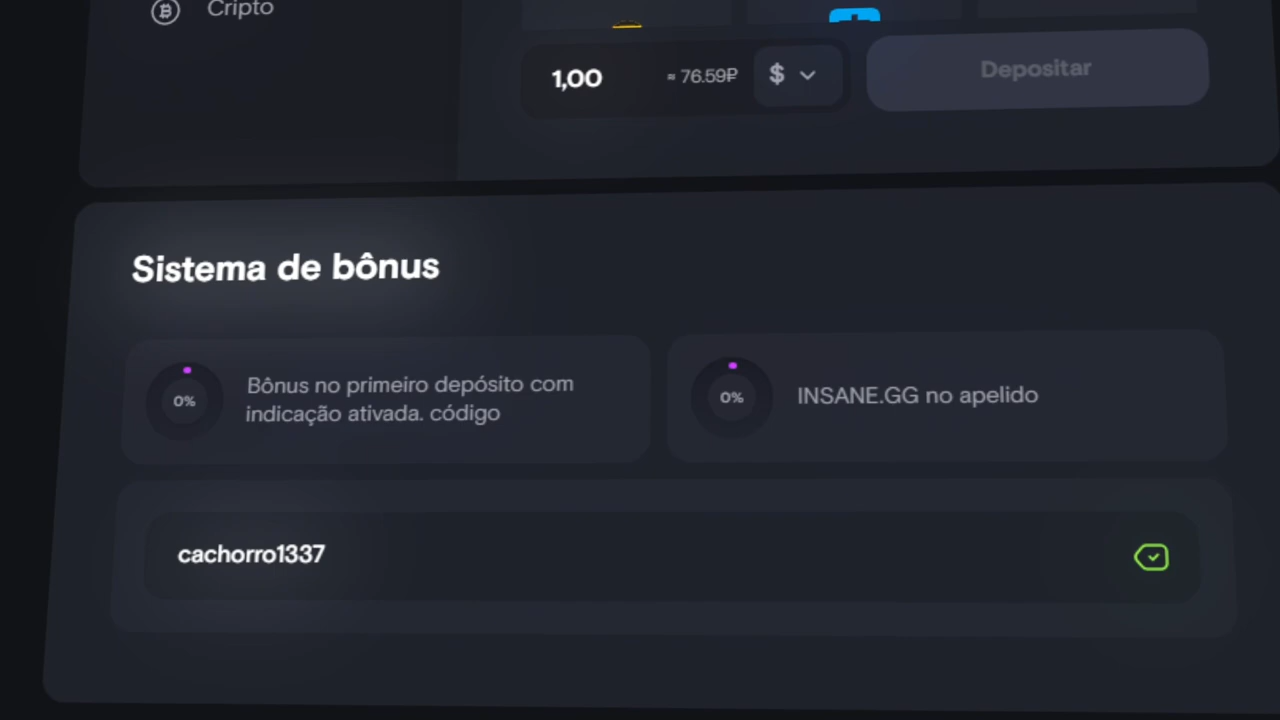 Cripto
1,00
≈ 76.59₽
$
Depositar
Sistema de bônus
0%
Bônus no primeiro depósito com
indicação ativada. código
0%
INSANE.GG no apelido
cachorro1337